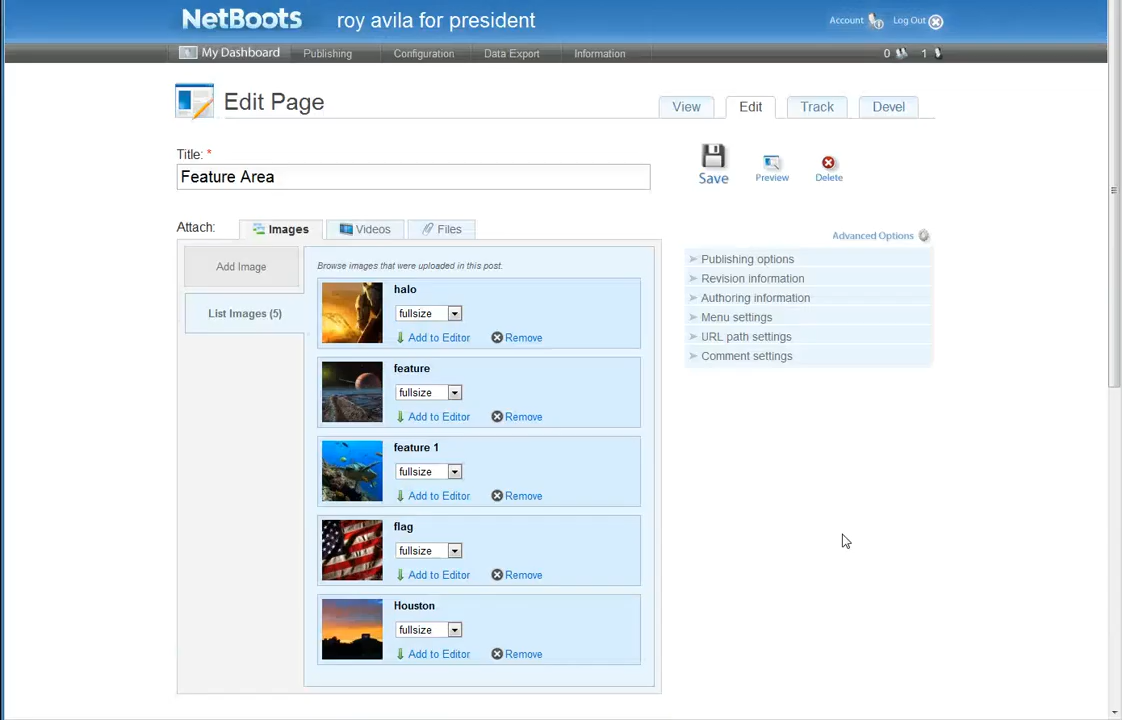 NetBoots roy avila for president
Account Log Out
My Dashboard Publishing Configuration Data Export Information 0 1
Edit Page
View Edit Track Devel
Title: *
Feature Area
Save Preview Delete
Attach: Images Videos Files
Advanced Options
Add Image
List Images (5)
Browse images that were uploaded in this post.
halo
fullsize
Add to Editor Remove
feature
fullsize
Add to Editor Remove
feature 1
fullsize
Add to Editor Remove
flag
fullsize
Add to Editor Remove
Houston
fullsize
Add to Editor Remove
Publishing options
Revision information
Authoring information
Menu settings
URL path settings
Comment settings